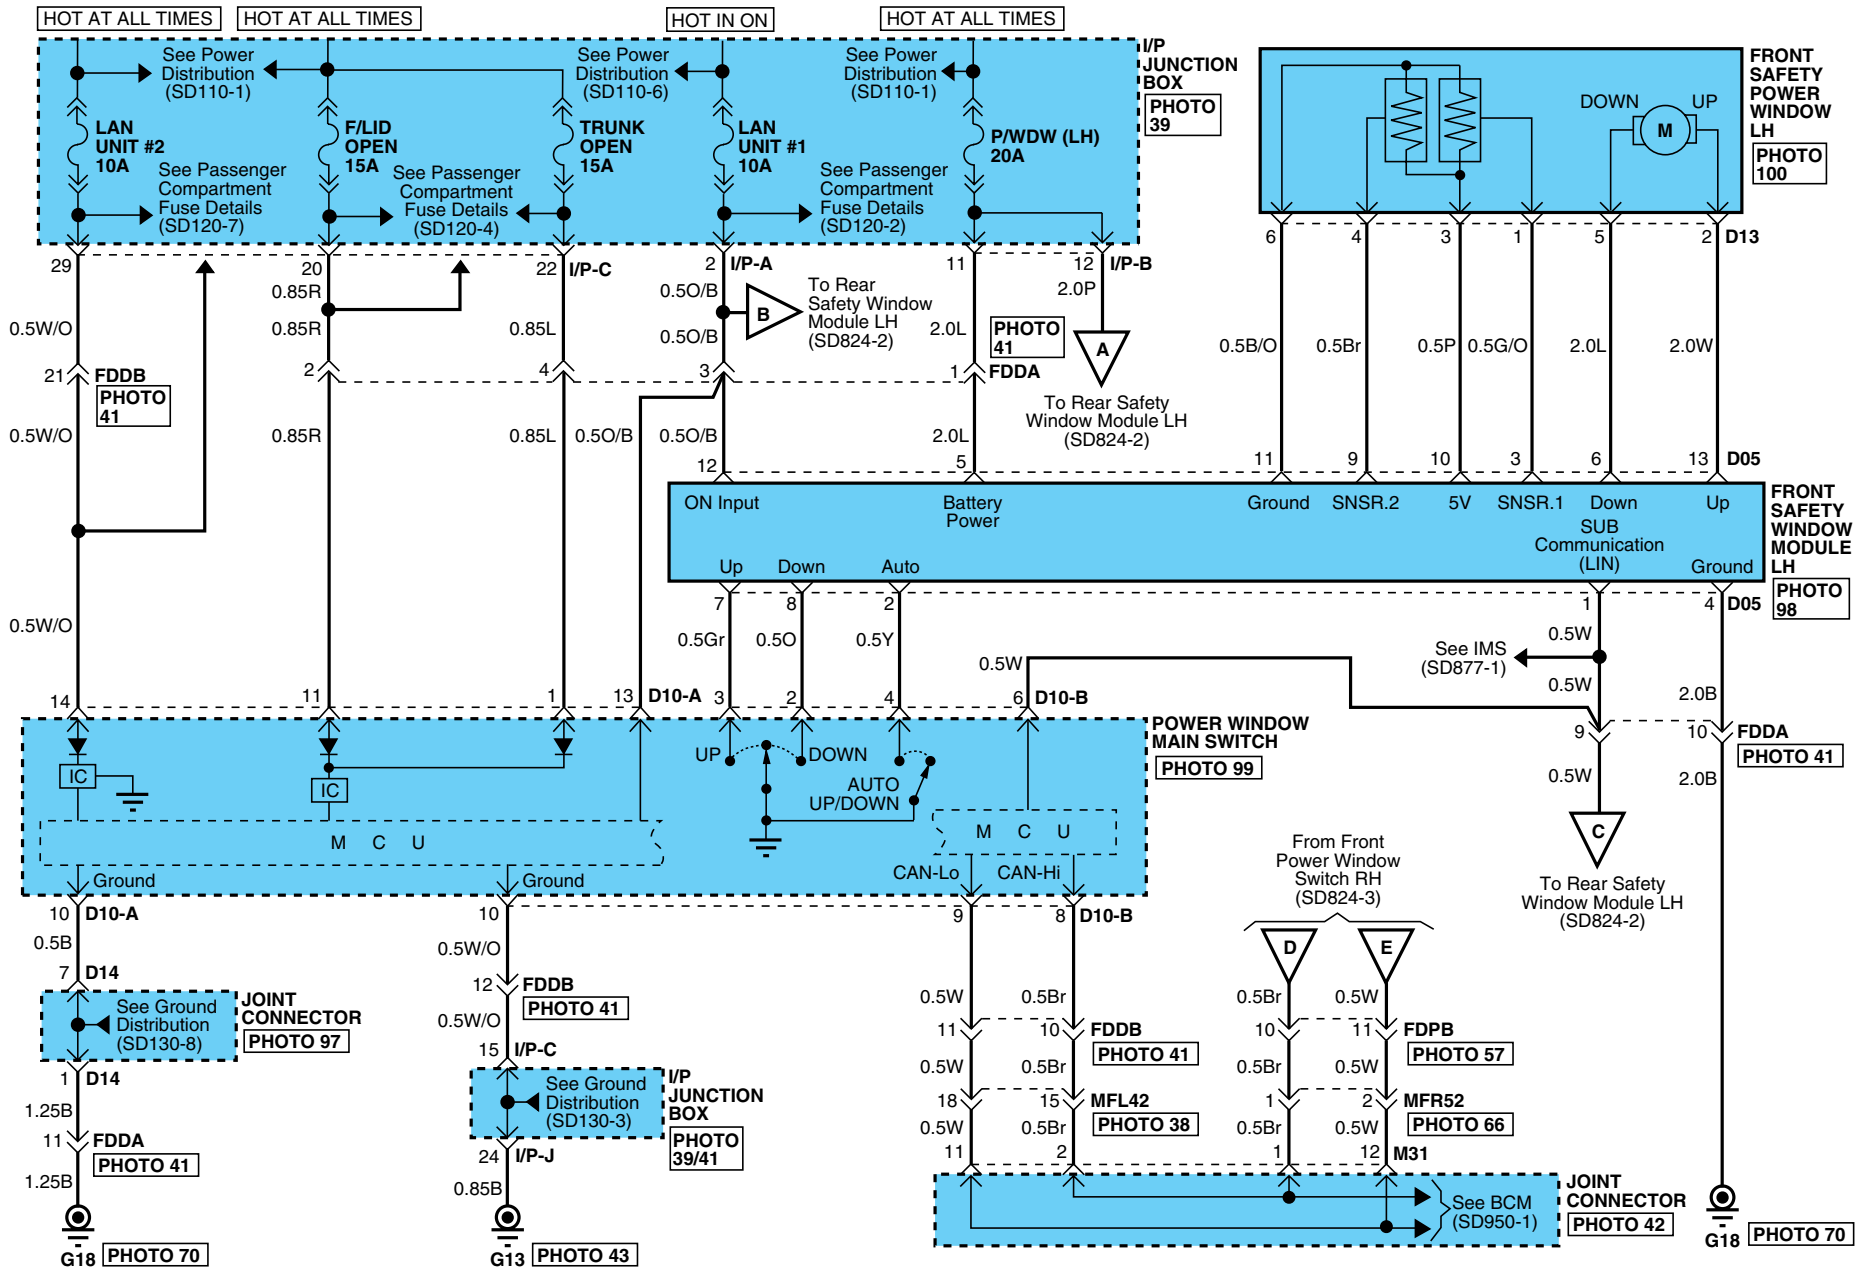 HOT AT ALL TIMES
HOT AT ALL TIMES
HOT IN ON
HOT AT ALL TIMES
See Power
Distribution
(SD110-1)
See Power
Distribution
(SD110-6)
See Power
Distribution
(SD110-1)
I/P
JUNCTION
BOX
PHOTO
39
LAN
UNIT #2
10A
F/LID
OPEN
15A
TRUNK
OPEN
15A
LAN
UNIT #1
10A
P/WDW (LH)
20A
See Passenger
Compartment
Fuse Details
(SD120-7)
See Passenger
Compartment
Fuse Details
(SD120-4)
See Passenger
Compartment
Fuse Details
(SD120-2)
DOWN
UP
M
FRONT
SAFETY
POWER
WINDOW
LH
PHOTO
100
29
20
22
I/P-C
2
I/P-A
11
12
I/P-B
6
4
3
1
5
2
D13
0.85R
0.5O/B
2.0P
B
To Rear
Safety Window
Module LH
(SD824-2)
0.5W/O
0.85R
0.85L
0.5O/B
2.0L
PHOTO
41
A
0.5B/O
0.5Br
0.5P
0.5G/O
2.0L
2.0W
21
FDDB
PHOTO
41
2
4
3
1
FDDA
To Rear Safety
Window Module LH
(SD824-2)
0.5W/O
0.85R
0.85L
0.5O/B
0.5O/B
2.0L
12
5
11
9
10
3
6
13
D05
ON Input
Battery
Power
Ground
SNSR.2
5V
SNSR.1
Down
Up
SUB
Communication
(LIN)
Up
Down
Auto
Ground
FRONT
SAFETY
WINDOW
MODULE
LH
PHOTO
98
7
8
2
1
4
D05
0.5W/O
0.5Gr
0.5O
0.5Y
0.5W
0.5W
See IMS
(SD877-1)
0.5W
2.0B
14
11
1
13
D10-A
3
2
4
6
D10-B
9
10
FDDA
PHOTO 41
POWER WINDOW
MAIN SWITCH
PHOTO 99
IC
IC
UP
DOWN
AUTO
UP/DOWN
M C U
M C U
0.5W
2.0B
C
To Rear Safety
Window Module LH
(SD824-2)
From Front
Power Window
Switch RH
(SD824-3)
Ground
Ground
CAN-Lo
CAN-Hi
10
D10-A
10
9
8
D10-B
D
E
0.5B
0.5W/O
7
D14
12
FDDB
PHOTO 41
See Ground
Distribution
(SD130-8)
JOINT
CONNECTOR
PHOTO 97
0.5W/O
0.5W
0.5Br
0.5Br
0.5W
11
10
FDDB
PHOTO 41
10
11
FDPB
PHOTO 57
15
I/P-C
1
D14
See Ground
Distribution
(SD130-3)
I/P
JUNCTION
BOX
PHOTO
39/41
0.5W
0.5Br
0.5Br
0.5W
18
15
MFL42
PHOTO 38
1
2
MFR52
PHOTO 66
1.25B
11
FDDA
PHOTO 41
0.5W
0.5Br
0.5Br
0.5W
24
I/P-J
11
2
1
12
M31
1.25B
0.85B
See BCM
(SD950-1)
JOINT
CONNECTOR
PHOTO 42
G18
PHOTO 70
G13
PHOTO 43
G18
PHOTO 70